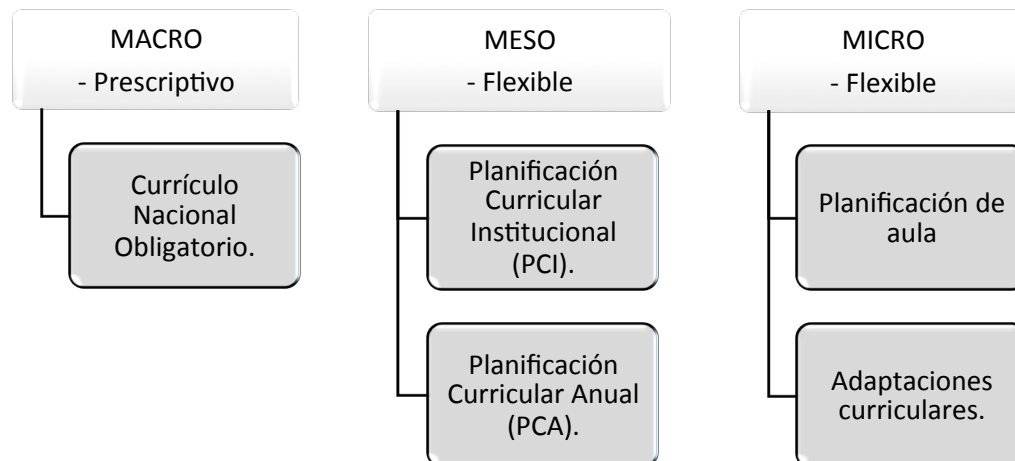 MACRO
- Prescriptivo
Currículo
Nacional
Obligatorio.
MESO
- Flexible
Planificación
Curricular
Institucional
(PCI).
Planificación
Curricular Anual
(PCA).
MICRO
- Flexible
Planificación de
aula
Adaptaciones
curriculares.